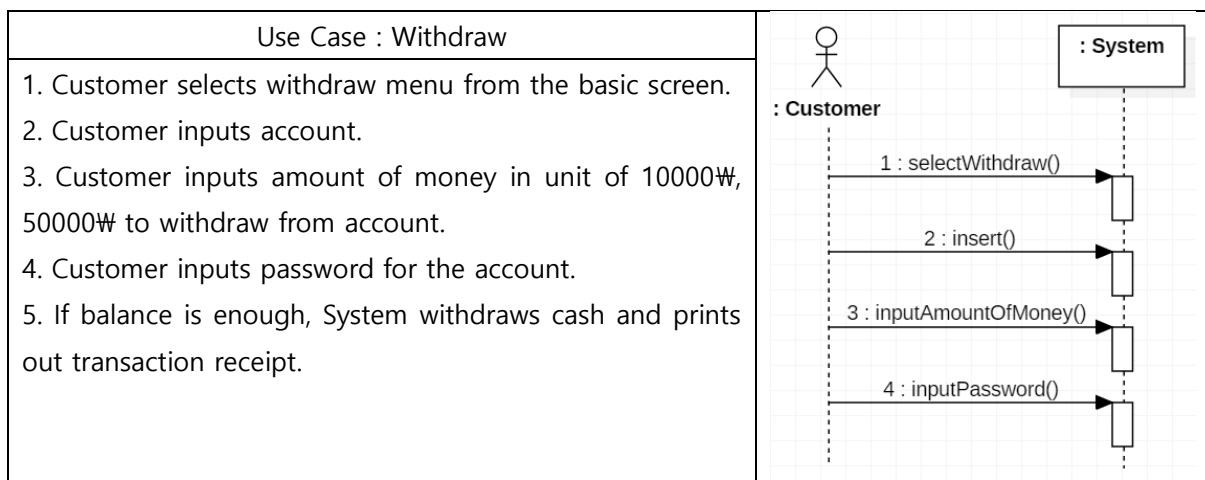 Use Case : Withdraw
1. Customer selects withdraw menu from the basic screen.
2. Customer inputs account.
3. Customer inputs amount of money in unit of 10000₩,
50000₩ to withdraw from account.
4. Customer inputs password for the account.
5. If balance is enough, System withdraws cash and prints
out transaction receipt.
: System
: Customer
1 : selectWithdraw()
2 : insert()
3 : inputAmountOfMoney()
4 : inputPassword()